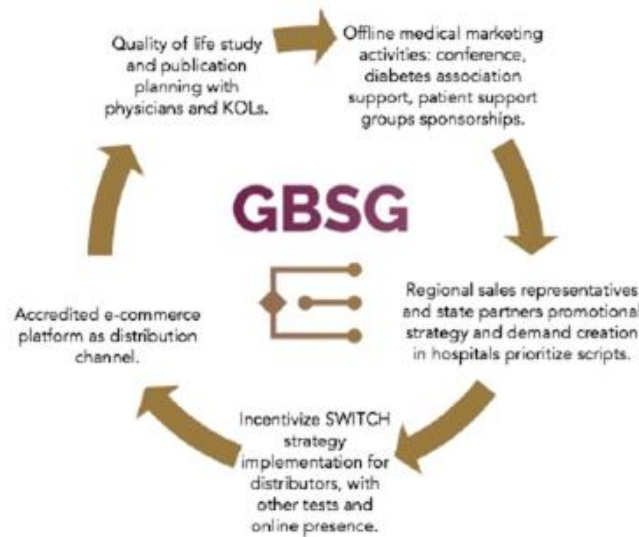 Quality of life study
and publication
planning with
physicians and KOLs.
Offline medical marketing
activities: conference,
diabetes association
support, patient support
groups sponsorships.
GBSG
Accredited e-commerce
platform as distribution
channel.
Regional sales representatives
and state partners promotional
strategy and demand creation
in hospitals prioritize scripts.
Incentivize SWITCH
strategy
implementation for
distributors, with
other tests and
online presence.